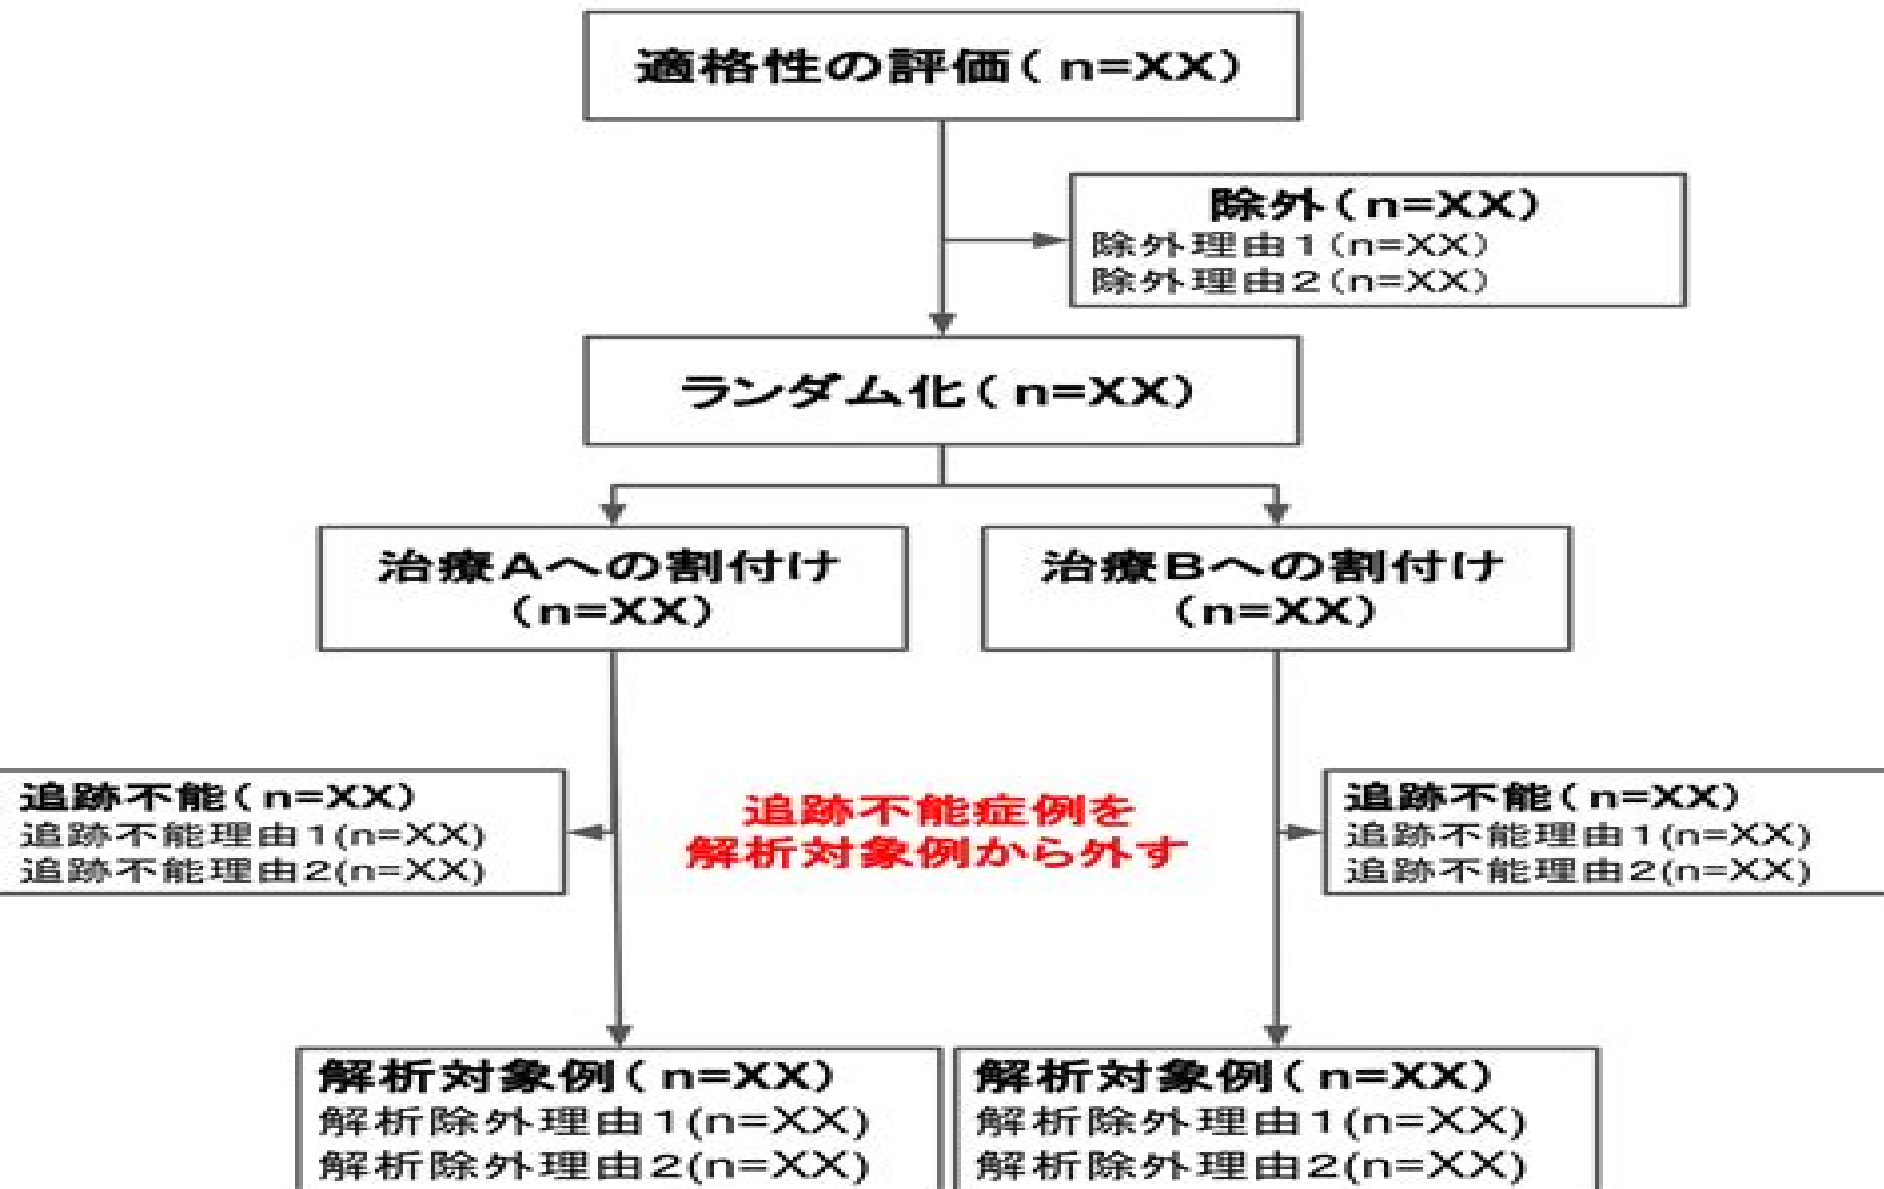 適格性の評価( n=XX)
除外(n=XX)
除外理由1(n=XX)
除外理由2(n=XX)
ランダム化( n=XX)
治療Aへの割付け
(n=XX)
治療Bへの割付け
(n=XX)
追跡不能( n=XX)
追跡不能理由1(n=XX)
追跡不能理由2(n=XX)
追跡不能症例を
解析対象例から外す
追跡不能( n=XX)
追跡不能理由1(n=XX)
追跡不能理由2(n=XX)
解析対象例( n=XX)
解析除外理由1(n=XX)
解析除外理由2(n=XX)
解析対象例( n=XX)
解析除外理由1(n=XX)
解析除外理由2(n=XX)